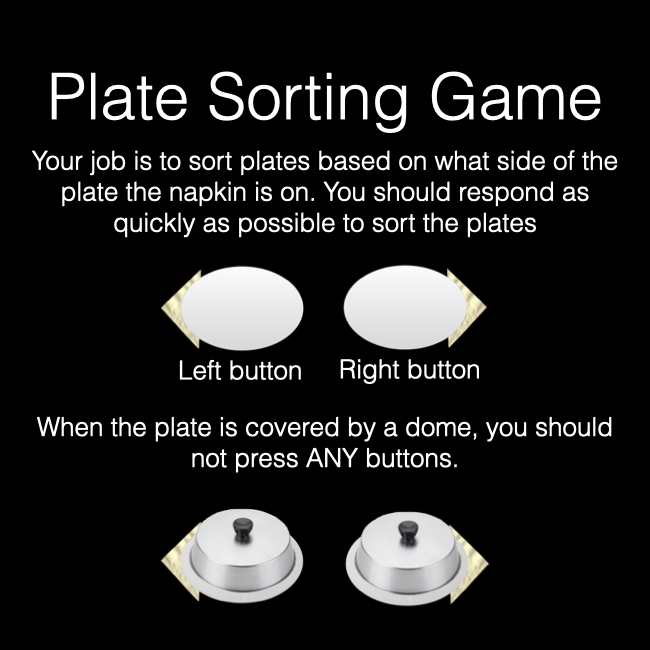 Plate Sorting Game
Your job is to sort plates based on what side of the
plate the napkin is on. You should respond as
quickly as possible to sort the plates
Left button
Right button
When the plate is covered by a dome, you should
not press ANY buttons.